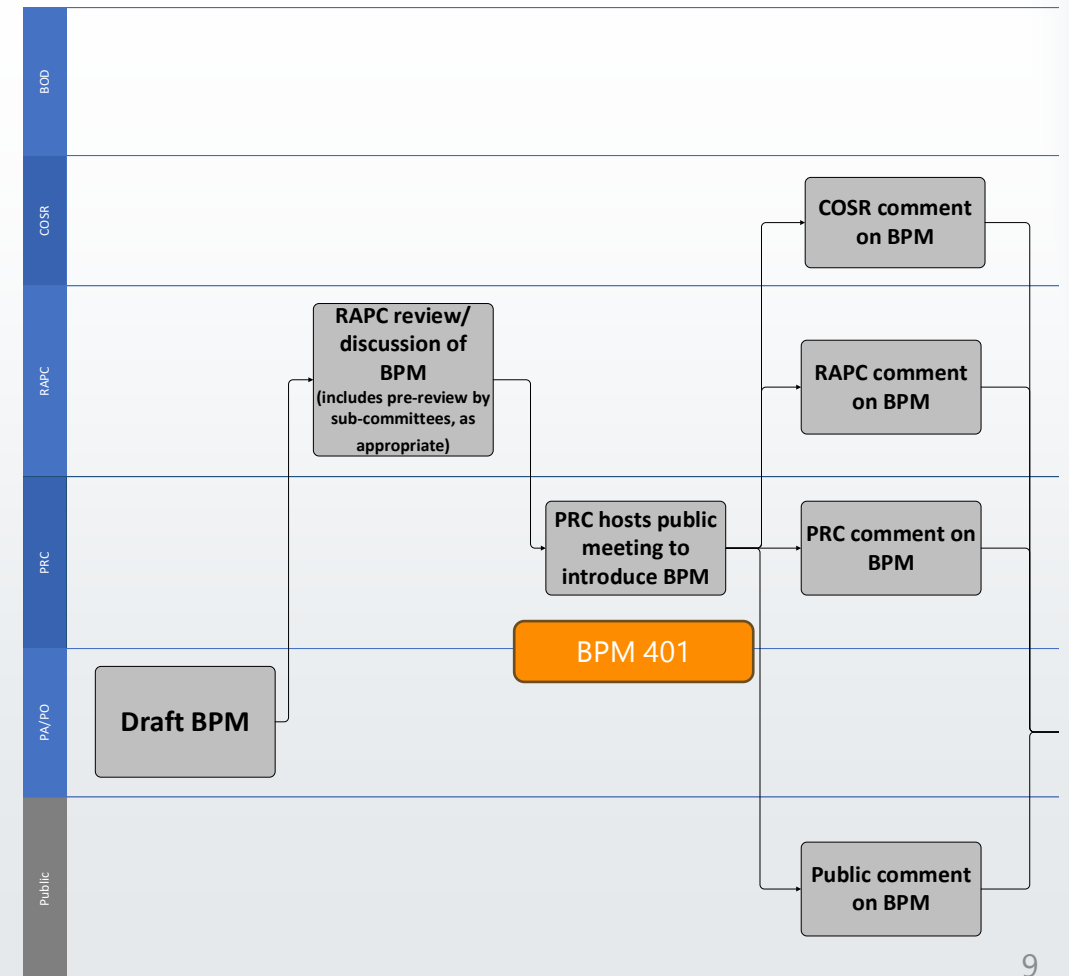 BOD
COSR
COSR comment
on BPM
RAPC
RAPC review/
discussion of
BPM
(includes pre-review by
sub-committees, as
appropriate)
RAPC comment
on BPM
PRC
PRC hosts public
meeting to
introduce BPM
PRC comment on
BPM
BPM 401
PA/PO
Draft BPM
Public
Public comment
on BPM
9